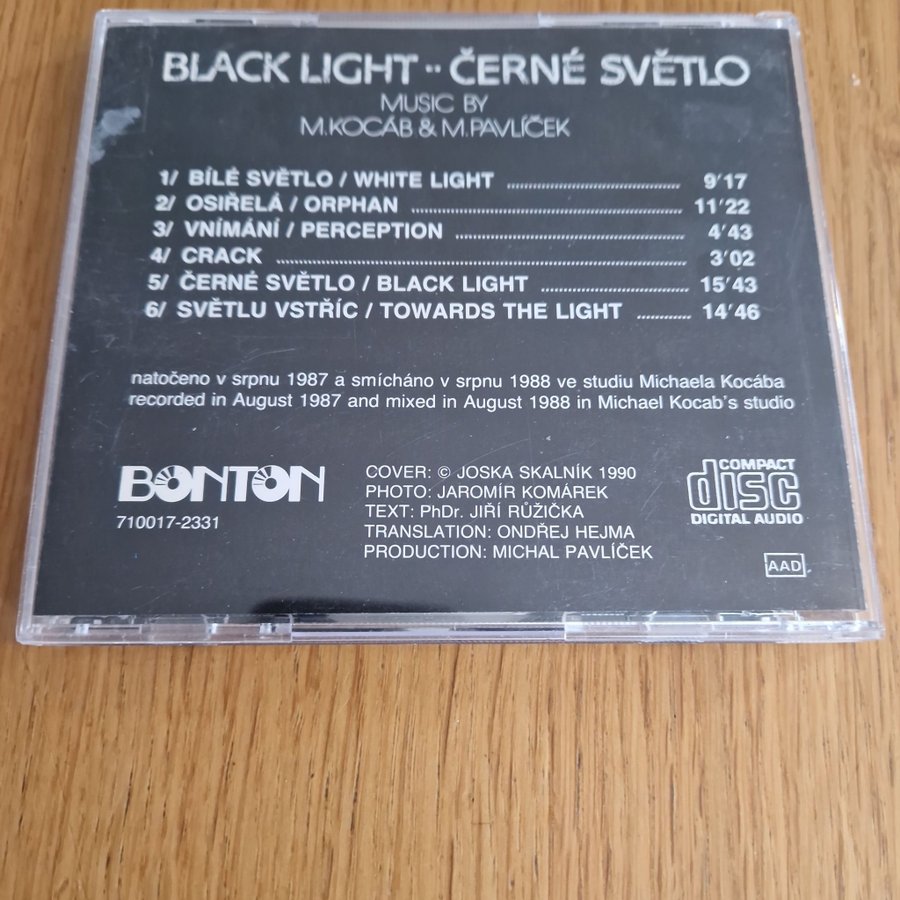 BLACK LIGHT·· ČERNÉ SVĚTLO
MUSIC BY
M.KOCÁB & M.PAVLÍČEK
1/ BÍLÉ SVĚTLO / WHITE LIGHT ........................ 9'17
2/ OSIŘELÁ / ORPHAN ........................ 11'22
3/ VNÍMÁNÍ / PERCEPTION ........................ 4'43
4/ CRACK ........................ 3'02
5/ ČERNÉ SVĚTLO / BLACK LIGHT ........................ 15'43
6/ SVĚTLU VSTŘÍC / TOWARDS THE LIGHT ............ 14'46
natočeno v srpnu 1987 a smícháno v srpnu 1988 ve studiu Michaela Kocába
recorded in August 1987 and mixed in August 1988 in Michael Kocab's studio
BONTON
710017-2331
COVER: © JOSKA SKALNÍK 1990
PHOTO: JAROMÍR KOMÁREK
TEXT: PhDr. JIŘÍ RŮŽIČKA
TRANSLATION: ONDŘEJ HEJMA
PRODUCTION: MICHAL PAVLÍČEK
COMPACT
disc
DIGITAL AUDIO
AAD